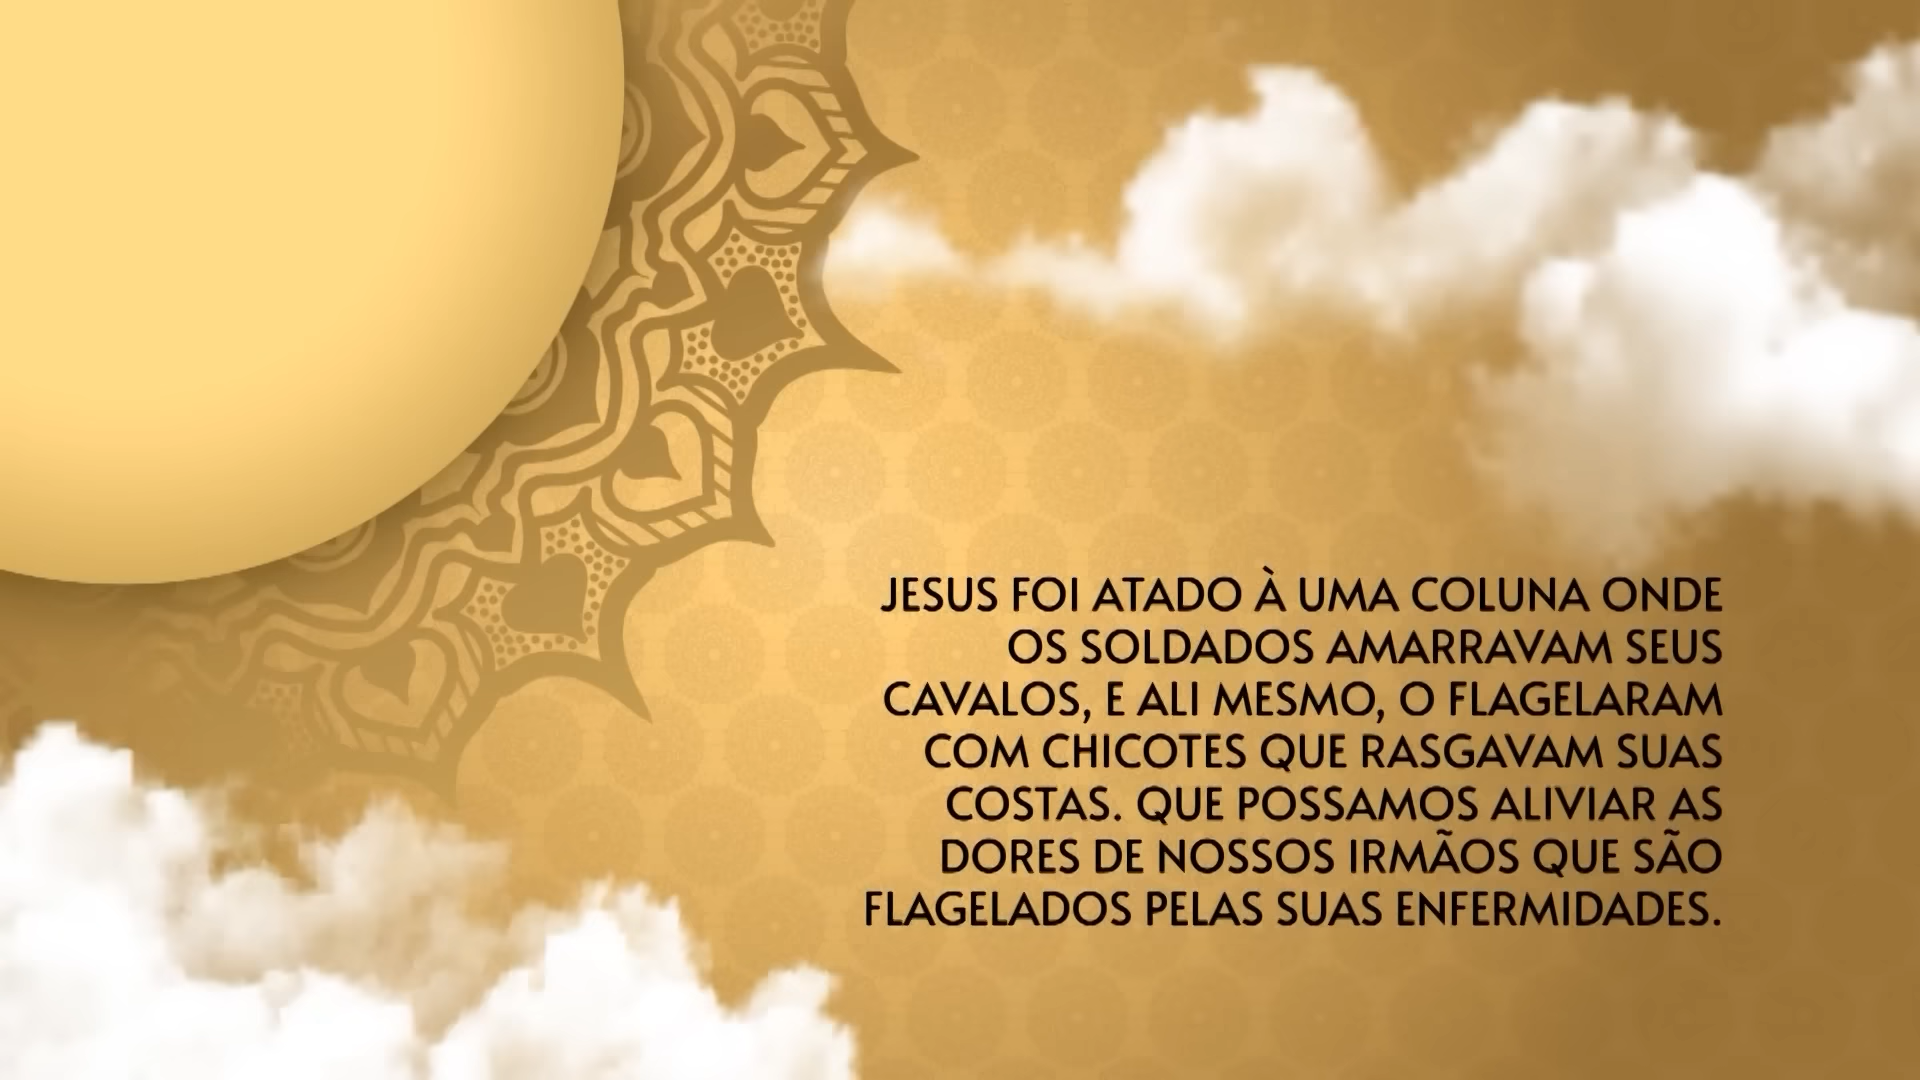 JESUS FOI ATADO À UMA COLUNA ONDE
OS SOLDADOS AMARRAVAM SEUS
CAVALOS, E ALI MESMO, O FLAGELARAM
COM CHICOTES QUE RASGAVAM SUAS
COSTAS. QUE POSSAMOS ALIVIAR AS
DORES DE NOSSOS IRMÃOS QUE SÃO
FLAGELADOS PELAS SUAS ENFERMIDADES.